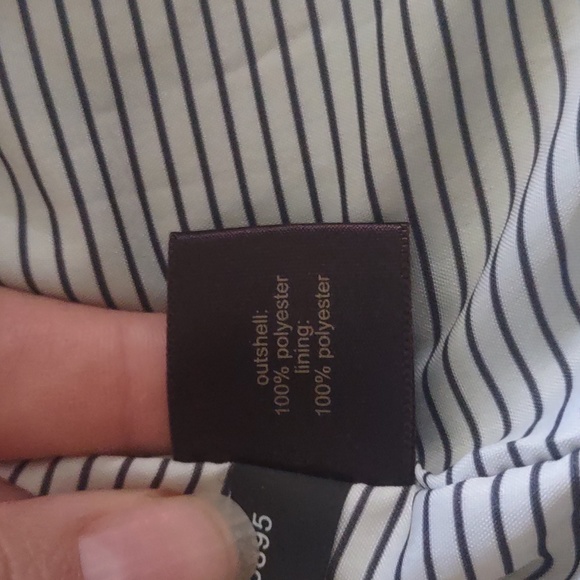 outshell:
100% polyester
lining:
100% polyester